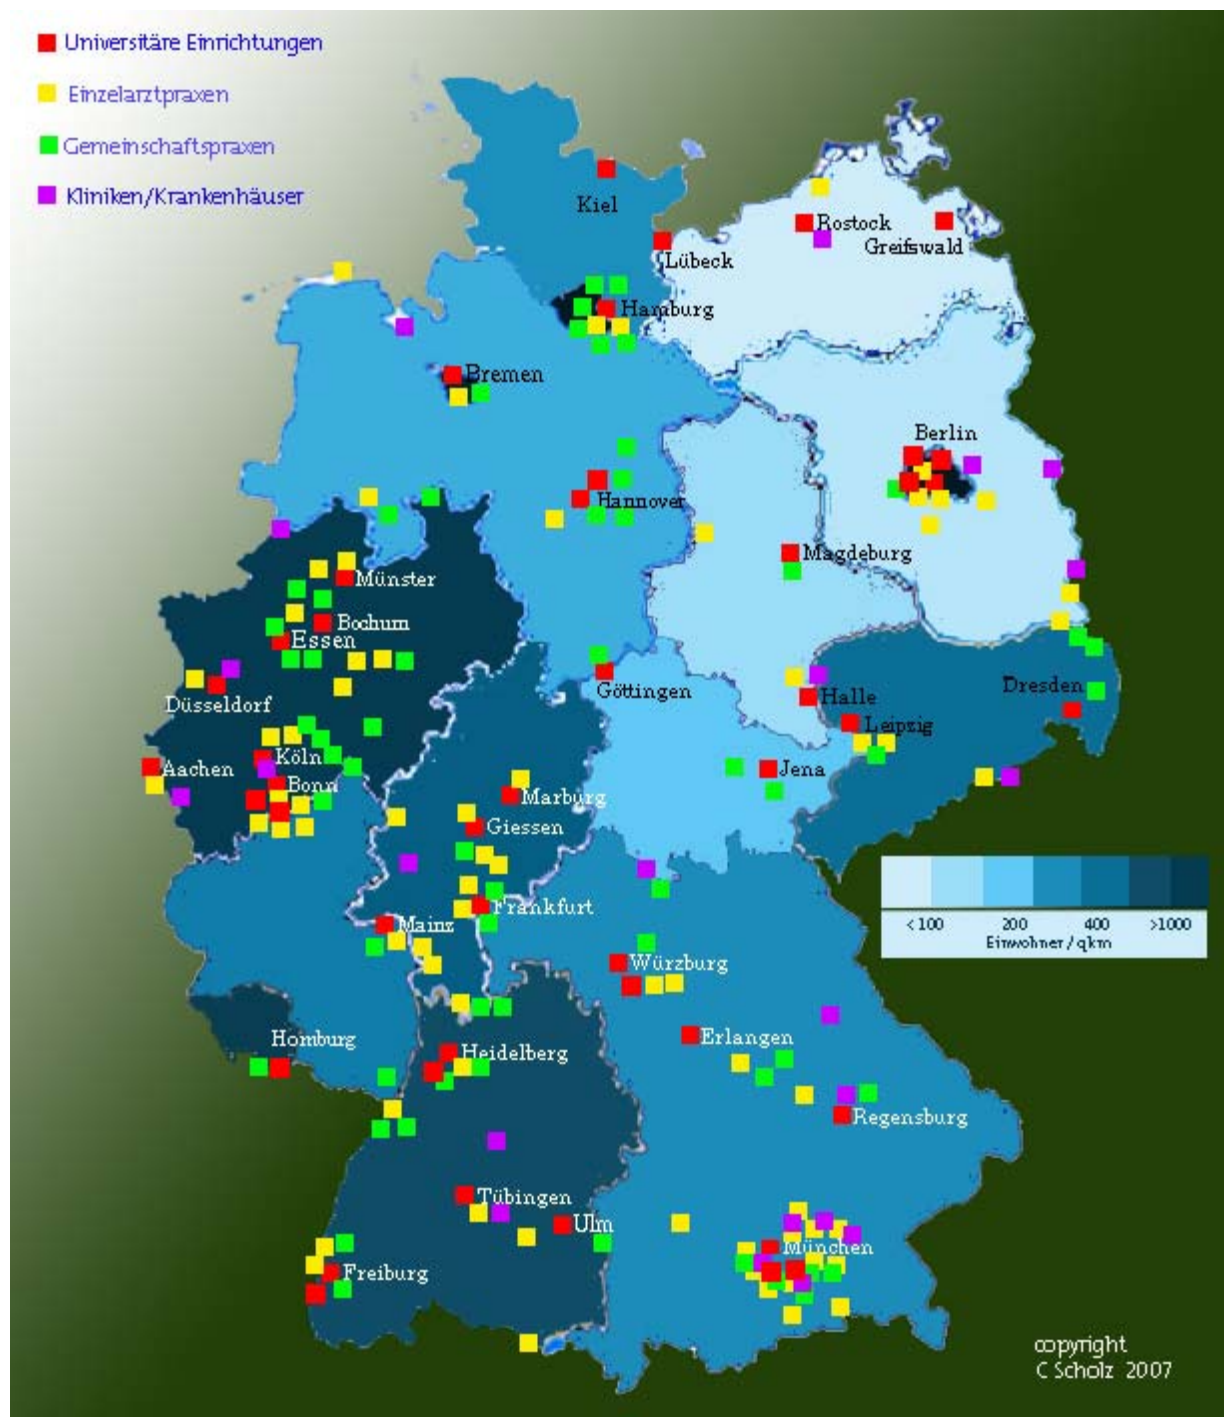 Universitäre Einrichtungen
Einzelarztpraxen
Gemeinschaftspraxen
Kliniken/Krankenhäuser
Kiel
Rostock
Greifswald
Lübeck
Hamburg
Bremen
Berlin
Hannover
Magdeburg
Münster
Bochum
Essen
Göttingen
Dresden
Halle
Düsseldorf
Leipzig
Köln
Aachen
Jena
Bonn
Marburg
Giessen
Frankfurt
Mainz
< 100 200 400 >1000
Einwohner / qkm
Würzburg
Homburg
Erlangen
Heidelberg
Regensburg
Tübingen
Ulm
München
Freiburg
copyright
C Scholz 2007